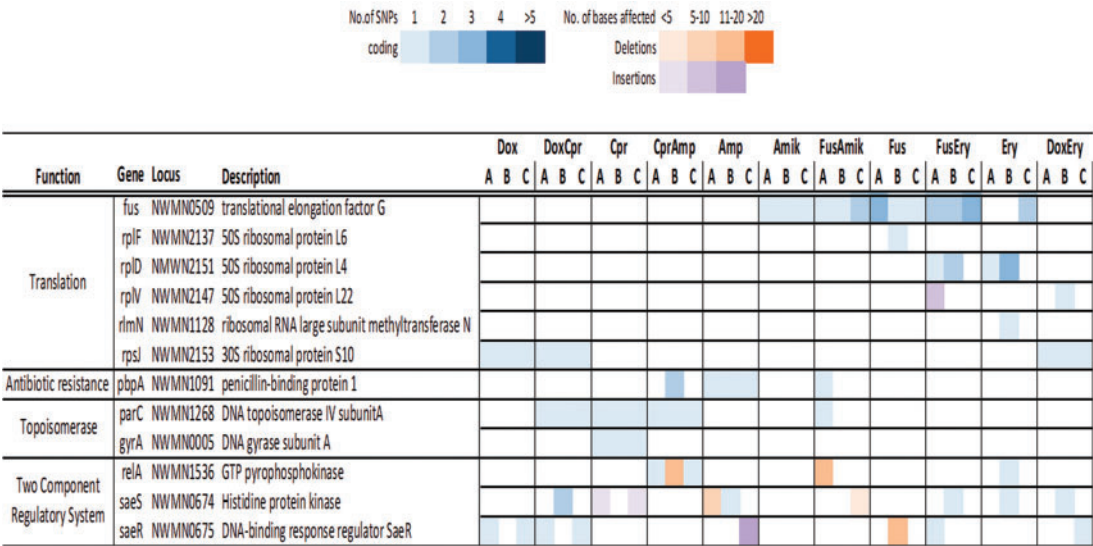 No.of SNPs 1 2 3 4 >5 No. of bases affected <5 5-10 11-20 >20
coding Deletions
Insertions
Dox DoxCpr Cpr CprAmp Amp Amik FusAmik Fus FusEry Ery DoxEry
Function Gene Locus Description A B C A B C A B C A B C A B C A B C A B C A B C A B C A B C A B C
fus NWMN0509 translational elongation factor G
rplF NWMN2137 50S ribosomal protein L6
Translation rplD NMWN2151 50S ribosomal protein L4
rplV NWMN2147 50S ribosomal protein L22
rlmN NWMN1128 ribosomal RNA large subunit methyltransferase N
rpsJ NWMN2153 30S ribosomal protein S10
Antibiotic resistance pbpA NWMN1091 penicillin-binding protein 1
Topoisomerase parC NWMN1268 DNA topoisomerase IV subunitA
gyrA NWMN0005 DNA gyrase subunit A
Two Component relA NWMN1536 GTP pyrophosphokinase
Regulatory System saeS NWMN0674 Histidine protein kinase
saeR NWMN0675 DNA-binding response regulator SaeR